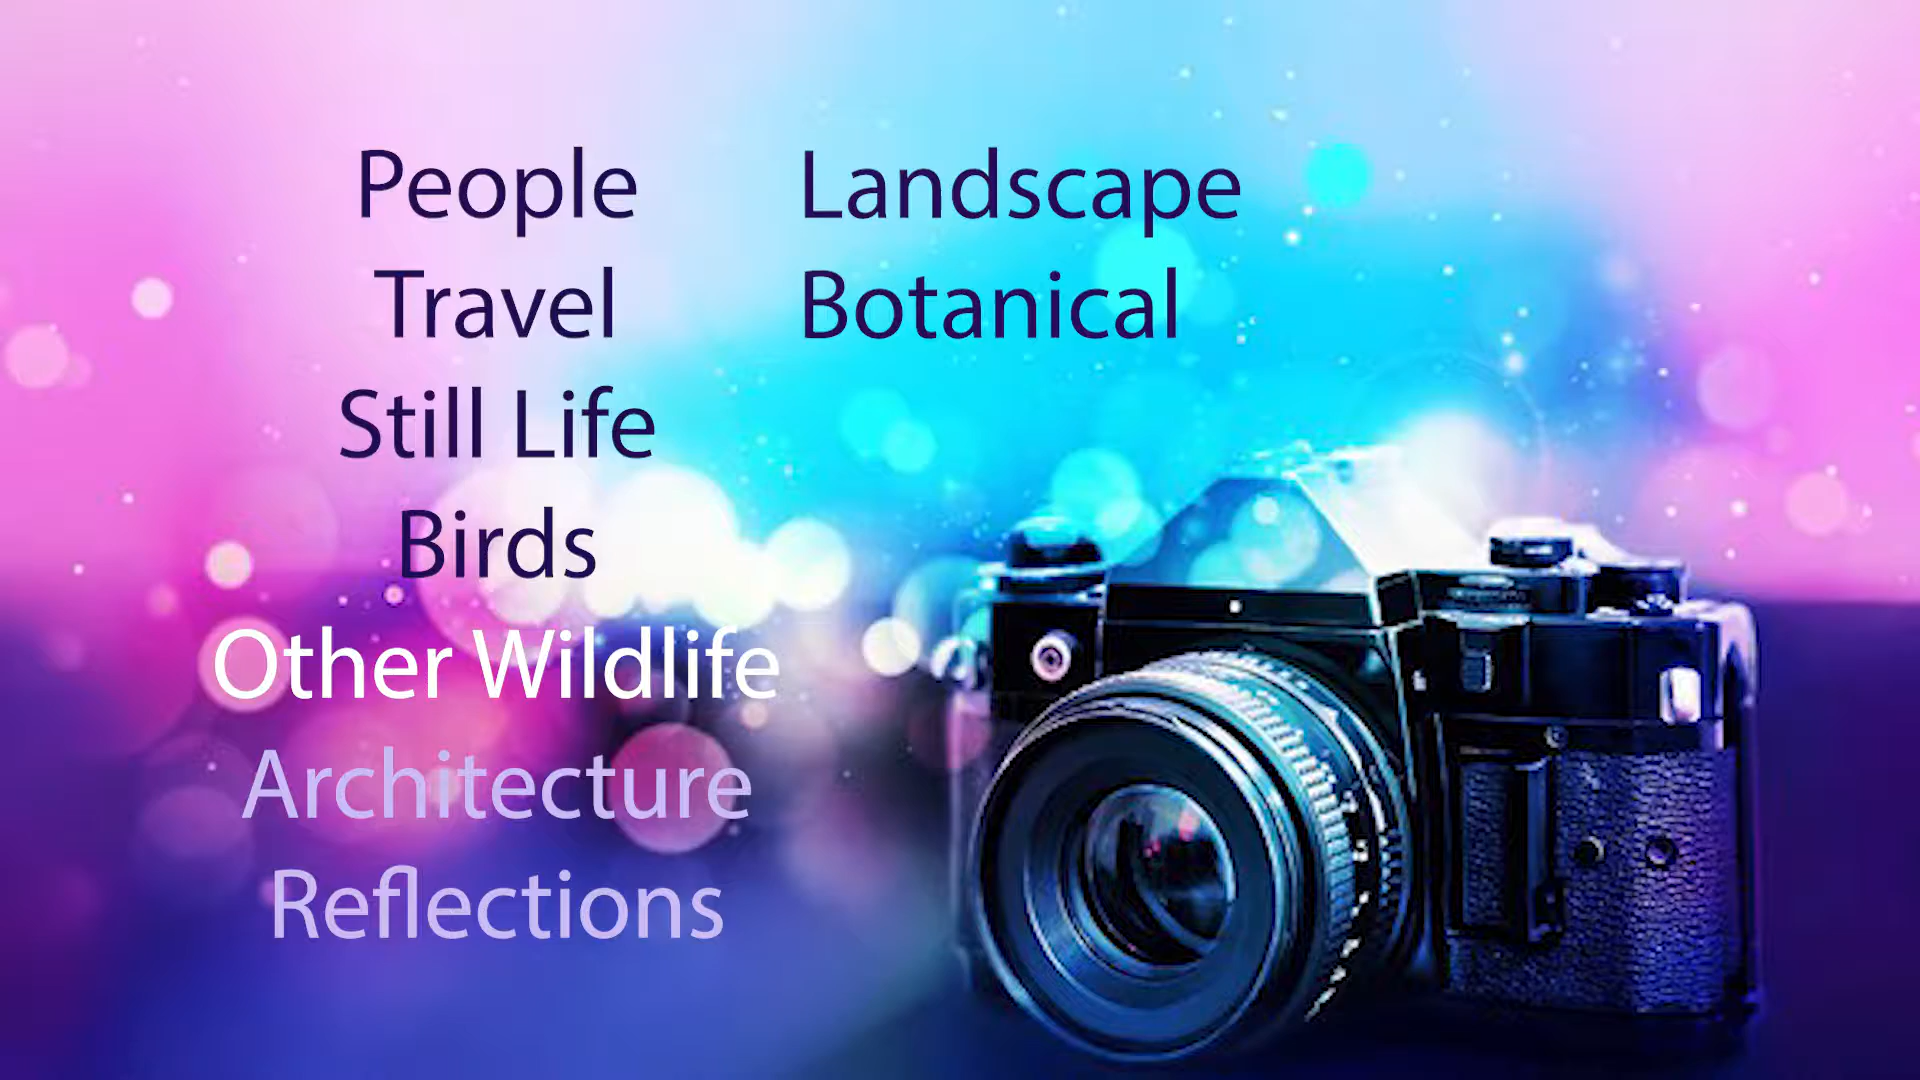 People
Travel
Still Life
Birds
Other Wildlife
Architecture
Reflections
Landscape
Botanical